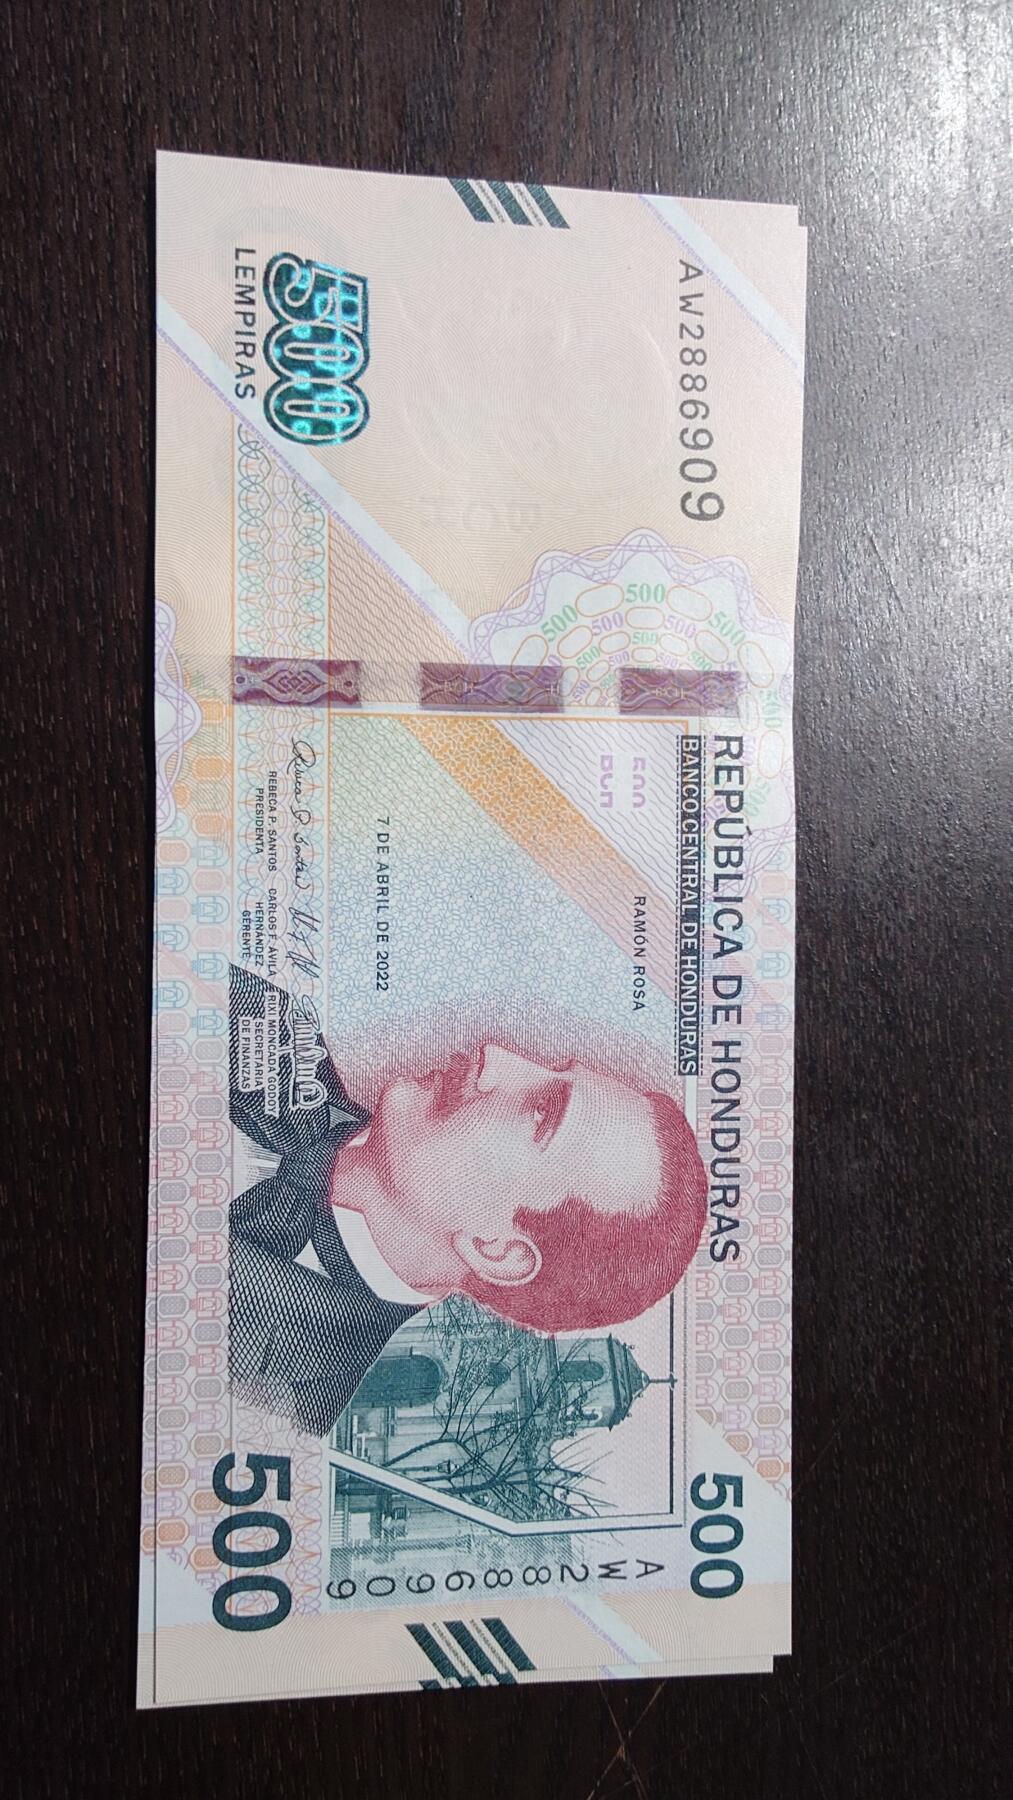 AW2886909
500
LEMPIRAS
REPÚBLICA DE HONDURAS
BANCO CENTRAL DE HONDURAS
RAMÓN ROSA
7 DE ABRIL DE 2022
REBECA P. SANTOS
PRESIDENTA
CARLOS F. ÁVILA
HERNÁNDEZ
GERENTE
RIXI MONCADA GODOY
SECRETARIA
DE FINANZAS
500
AW2886909
500